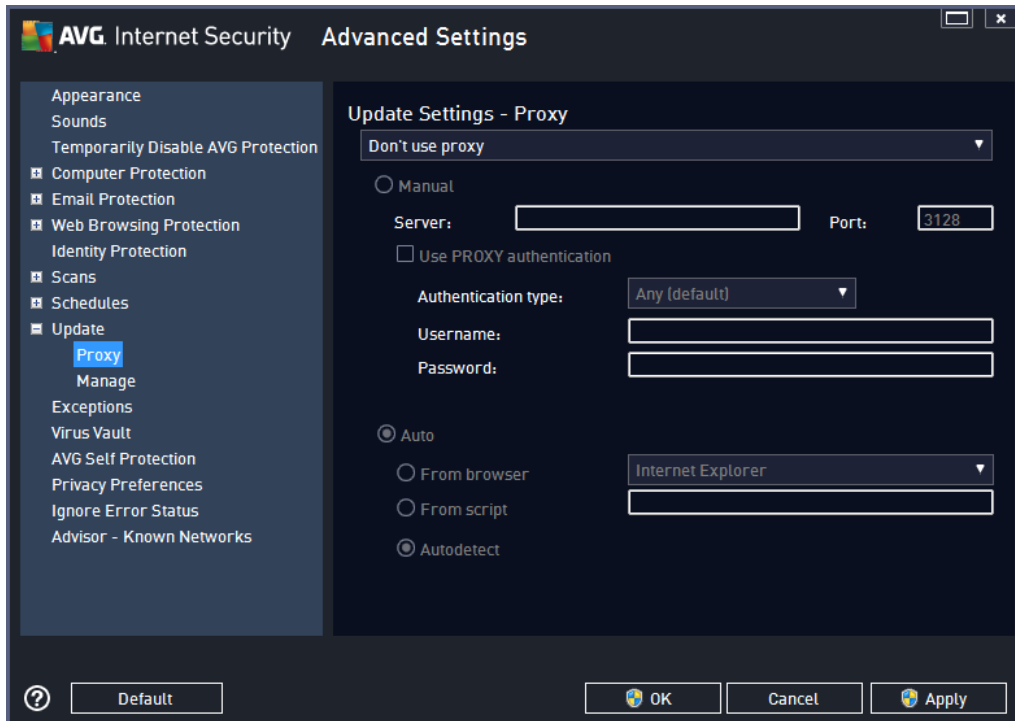 AVG. Internet Security Advanced Settings
x
Appearance
Sounds
Temporarily Disable AVG Protection
Computer Protection
Email Protection
Web Browsing Protection
Identity Protection
Scans
Schedules
Update
Proxy
Manage
Exceptions
Virus Vault
AVG Self Protection
Privacy Preferences
Ignore Error Status
Advisor - Known Networks
Update Settings - Proxy
Don't use proxy
Manual
Server: Port: 3128
Use PROXY authentication
Authentication type: Any (default)
Username:
Password:
Auto
From browser Internet Explorer
From script
Autodetect
? Default OK Cancel Apply